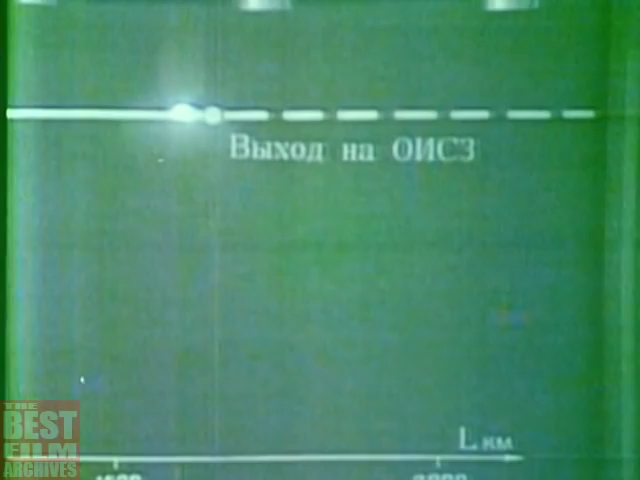 Выход на ОИСЗ
L км
THE
BEST
FILM
ARCHIVES